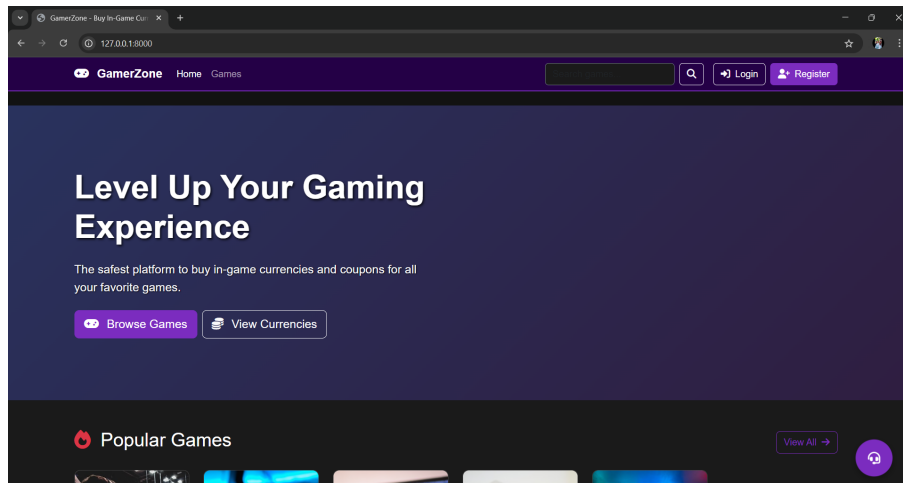 GamerZone - Buy In-Game Curr
127.0.0.1:8000
GamerZone Home Games Login Register
Level Up Your Gaming
Experience
The safest platform to buy in-game currencies and coupons for all
your favorite games.
Browse Games View Currencies
Popular Games View All